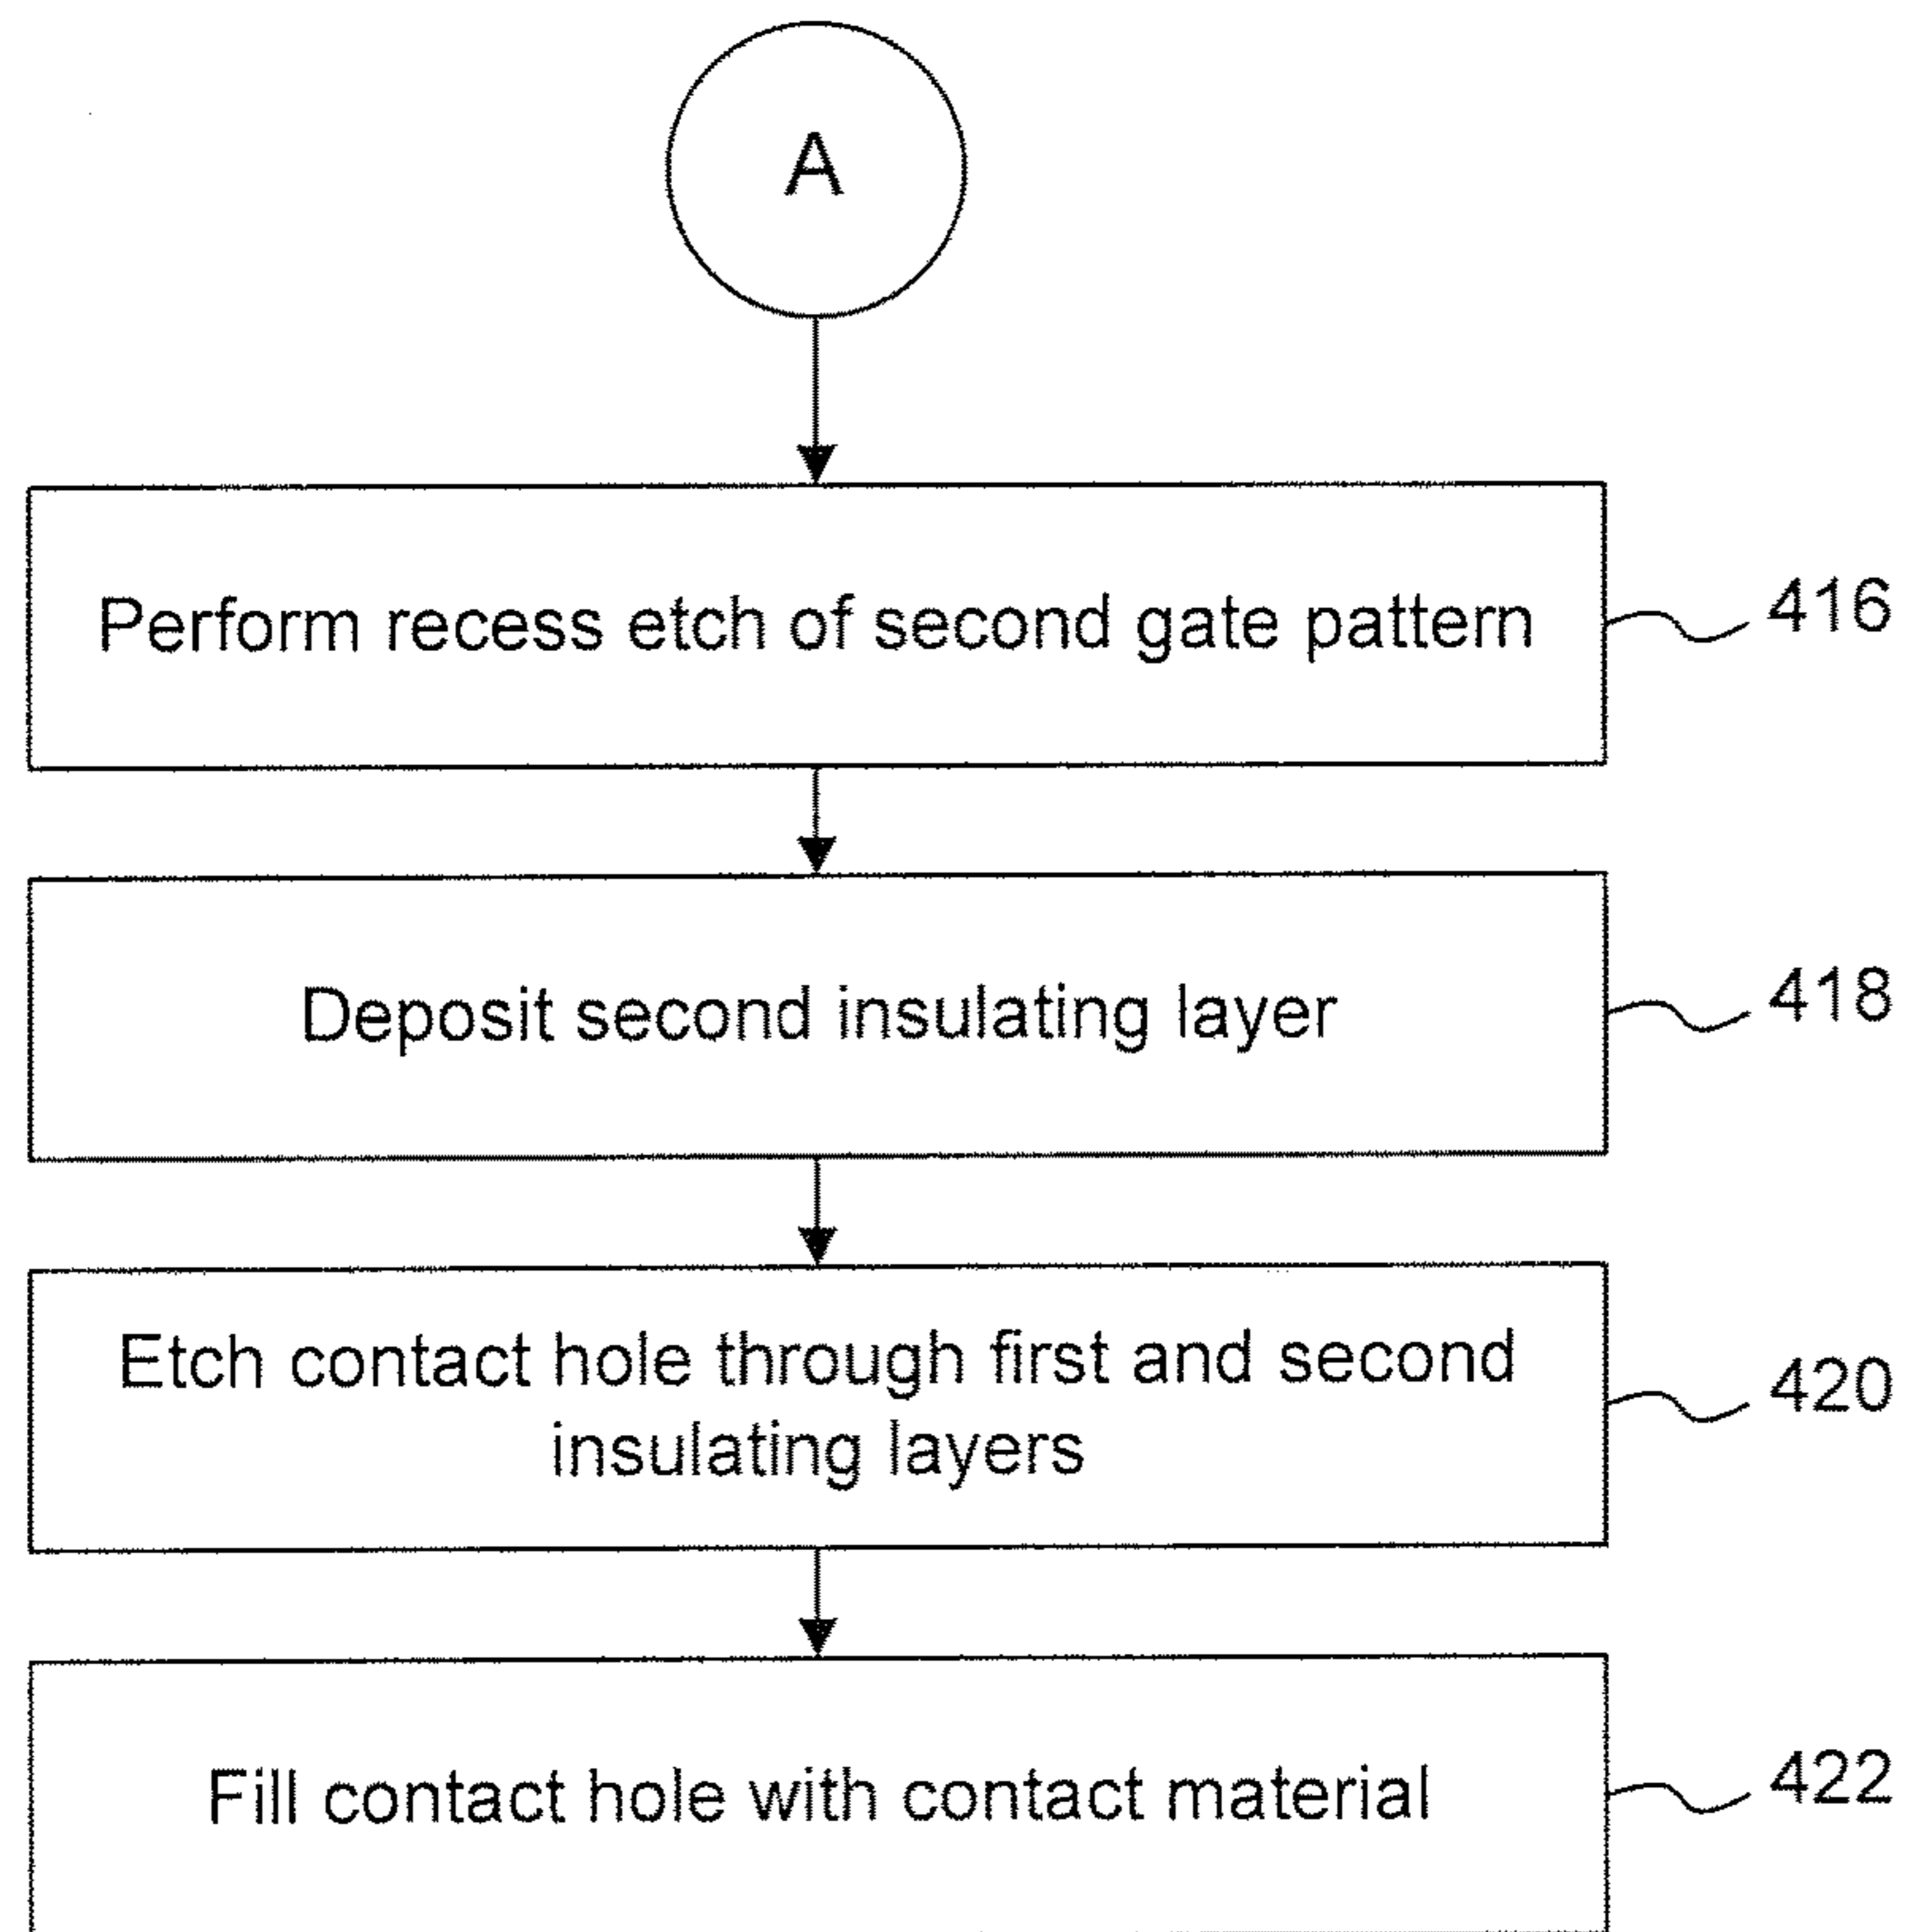 A
Perform recess etch of second gate pattern
416
Deposit second insulating layer
418
Etch contact hole through first and second
insulating layers
420
Fill contact hole with contact material
422